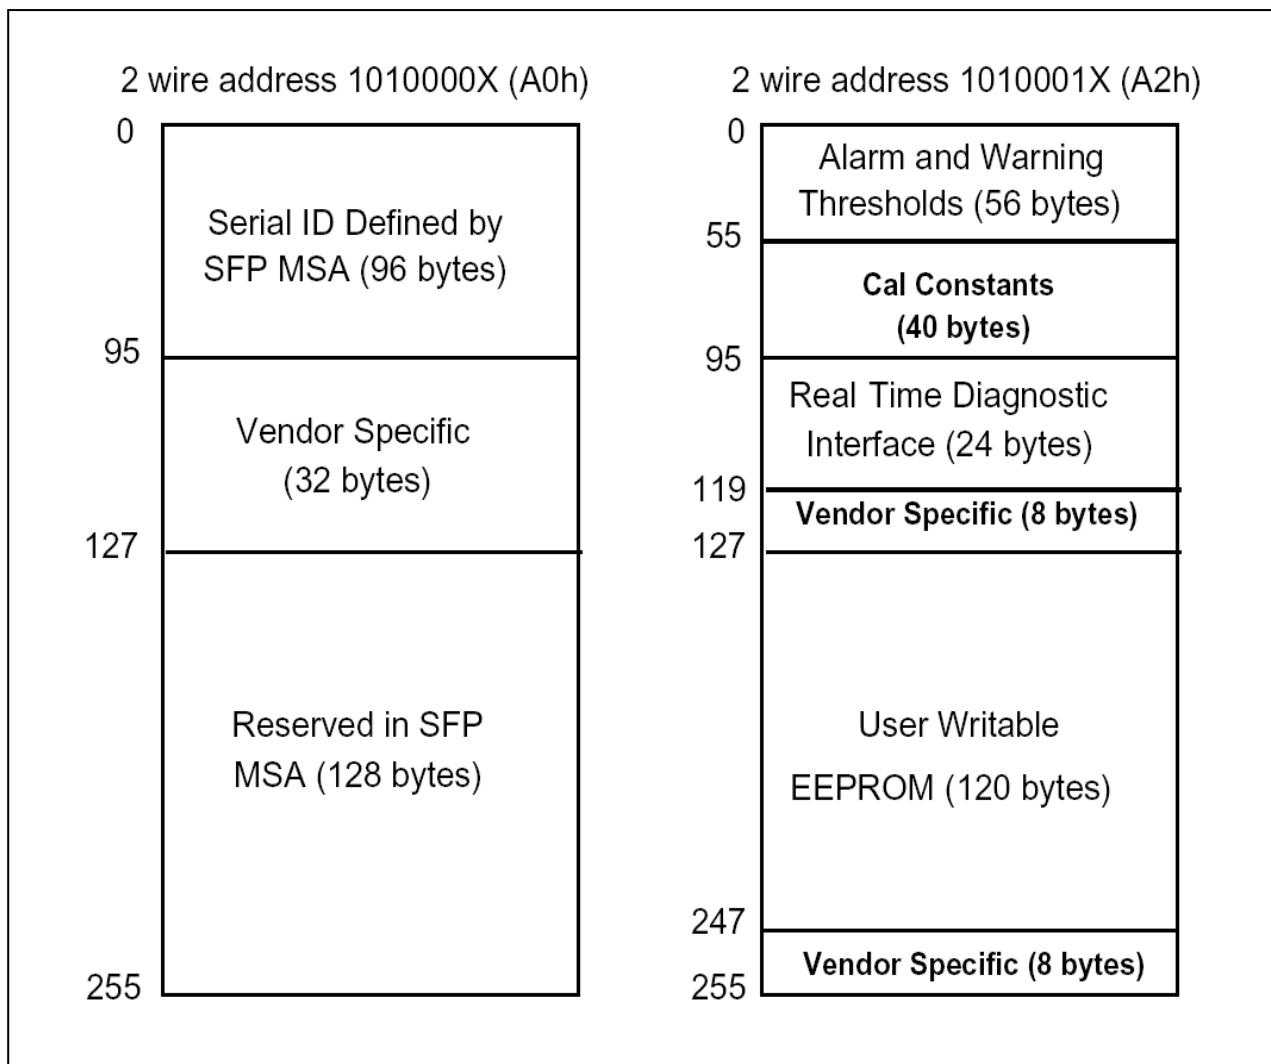 2 wire address 1010000X (A0h)
0
Serial ID Defined by
SFP MSA (96 bytes)
95
Vendor Specific
(32 bytes)
127
Reserved in SFP
MSA (128 bytes)
255
2 wire address 1010001X (A2h)
0
Alarm and Warning
Thresholds (56 bytes)
55
Cal Constants
(40 bytes)
95
Real Time Diagnostic
Interface (24 bytes)
119
Vendor Specific (8 bytes)
127
User Writable
EEPROM (120 bytes)
247
Vendor Specific (8 bytes)
255